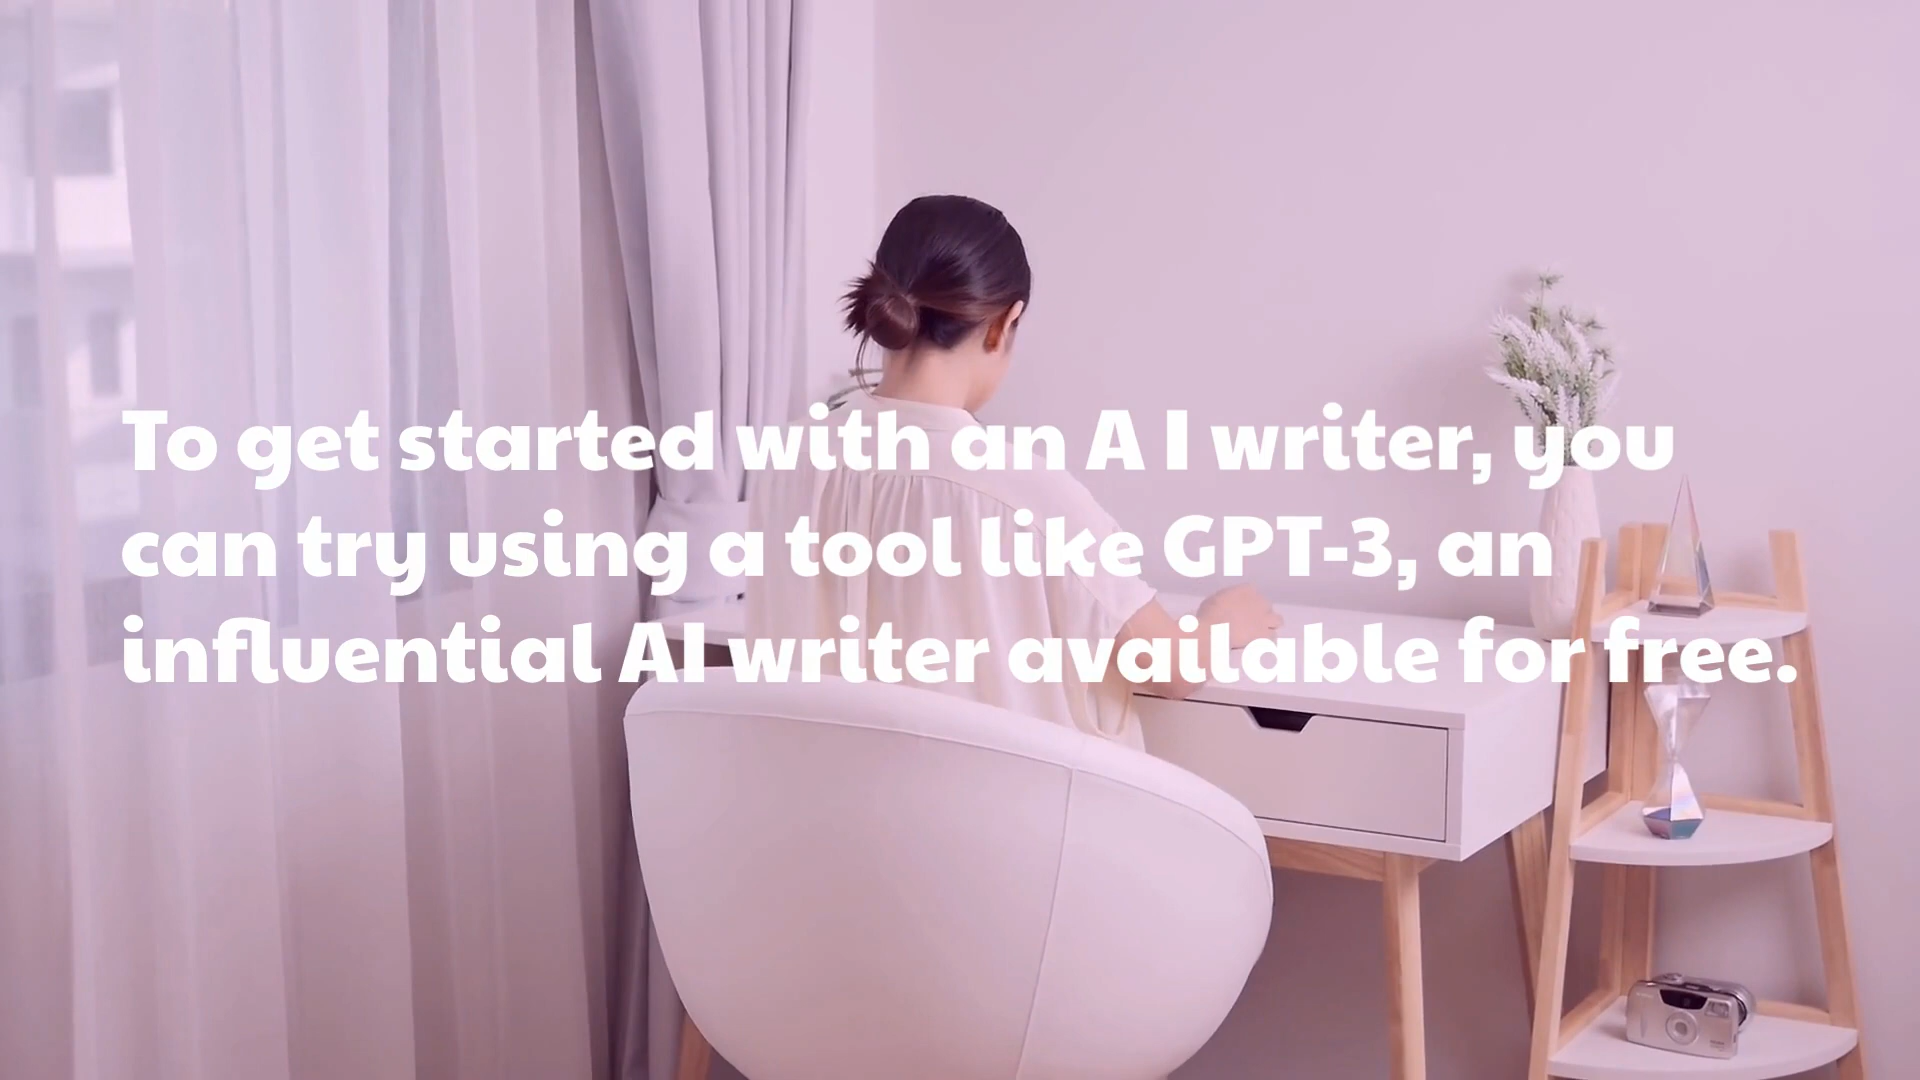 To get started with an A I writer, you
can try using a tool like GPT-3, an
influential AI writer available for free.